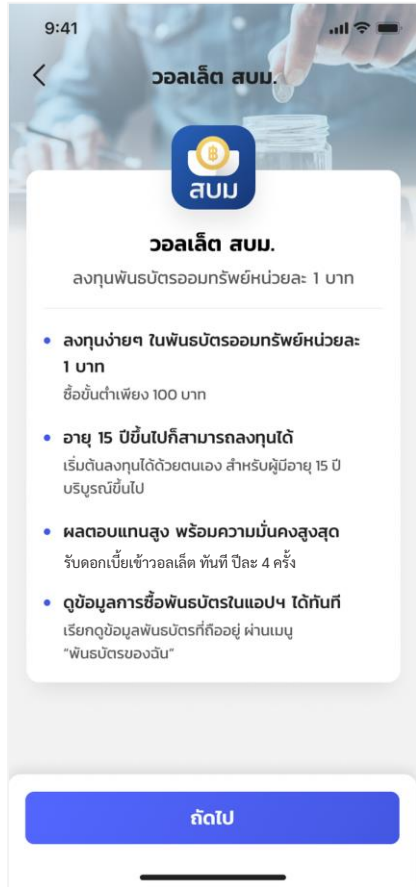 9:41
วอลเล็ต สบม.
สบม
วอลเล็ต สบม.
ลงทุนพันธบัตรออมทรัพย์หน่วยละ 1 บาท
ลงทุนง่ายๆ ในพันธบัตรออมทรัพย์หน่วยละ
1 บาท
ซื้อขั้นต่ำเพียง 100 บาท
อายุ 15 ปีขึ้นไปก็สามารถลงทุนได้
เริ่มต้นลงทุนได้ด้วยตนเอง สำหรับผู้มีอายุ 15 ปี
บริบูรณ์ขึ้นไป
ผลตอบแทนสูง พร้อมความมั่นคงสูงสุด
รับดอกเบี้ยเข้าวอลเล็ต ทันที ปีละ 4 ครั้ง
ดูข้อมูลการซื้อพันธบัตรในแอปฯ ได้ทันที
เรียกดูข้อมูลพันธบัตรที่ถืออยู่ ผ่านเมนู
“พันธบัตรของฉัน”
ถัดไป